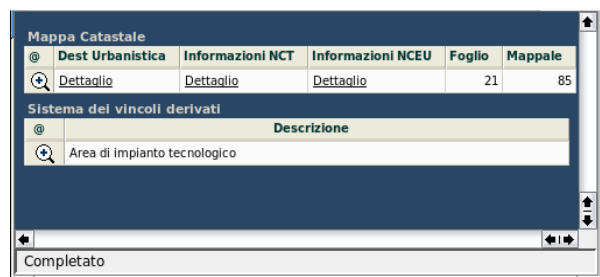 Mappa Catastale
@ Dest Urbanistica Informazioni NCT Informazioni NCEU Foglio Mappale
Dettaglio Dettaglio Dettaglio 21 85
Sistema dei vincoli derivati
@ Descrizione
Area di impianto tecnologico
Completato